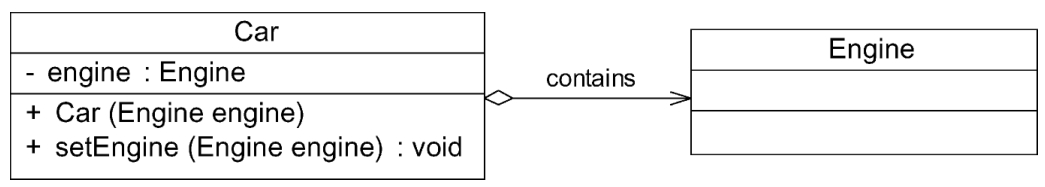 Car
- engine : Engine
+ Car (Engine engine)
+ setEngine (Engine engine) : void
contains
Engine